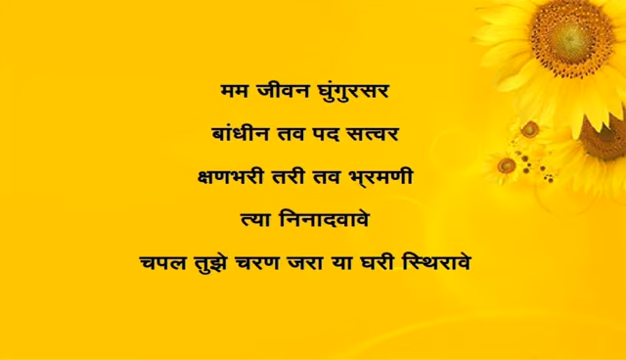 मम जीवन घुंगुरसर
बांधीन तव पद सत्वर
क्षणभरी तरी तव भ्रमणी
त्या निनादवावे
चपल तुझे चरण जरा या घरी स्थिरावे